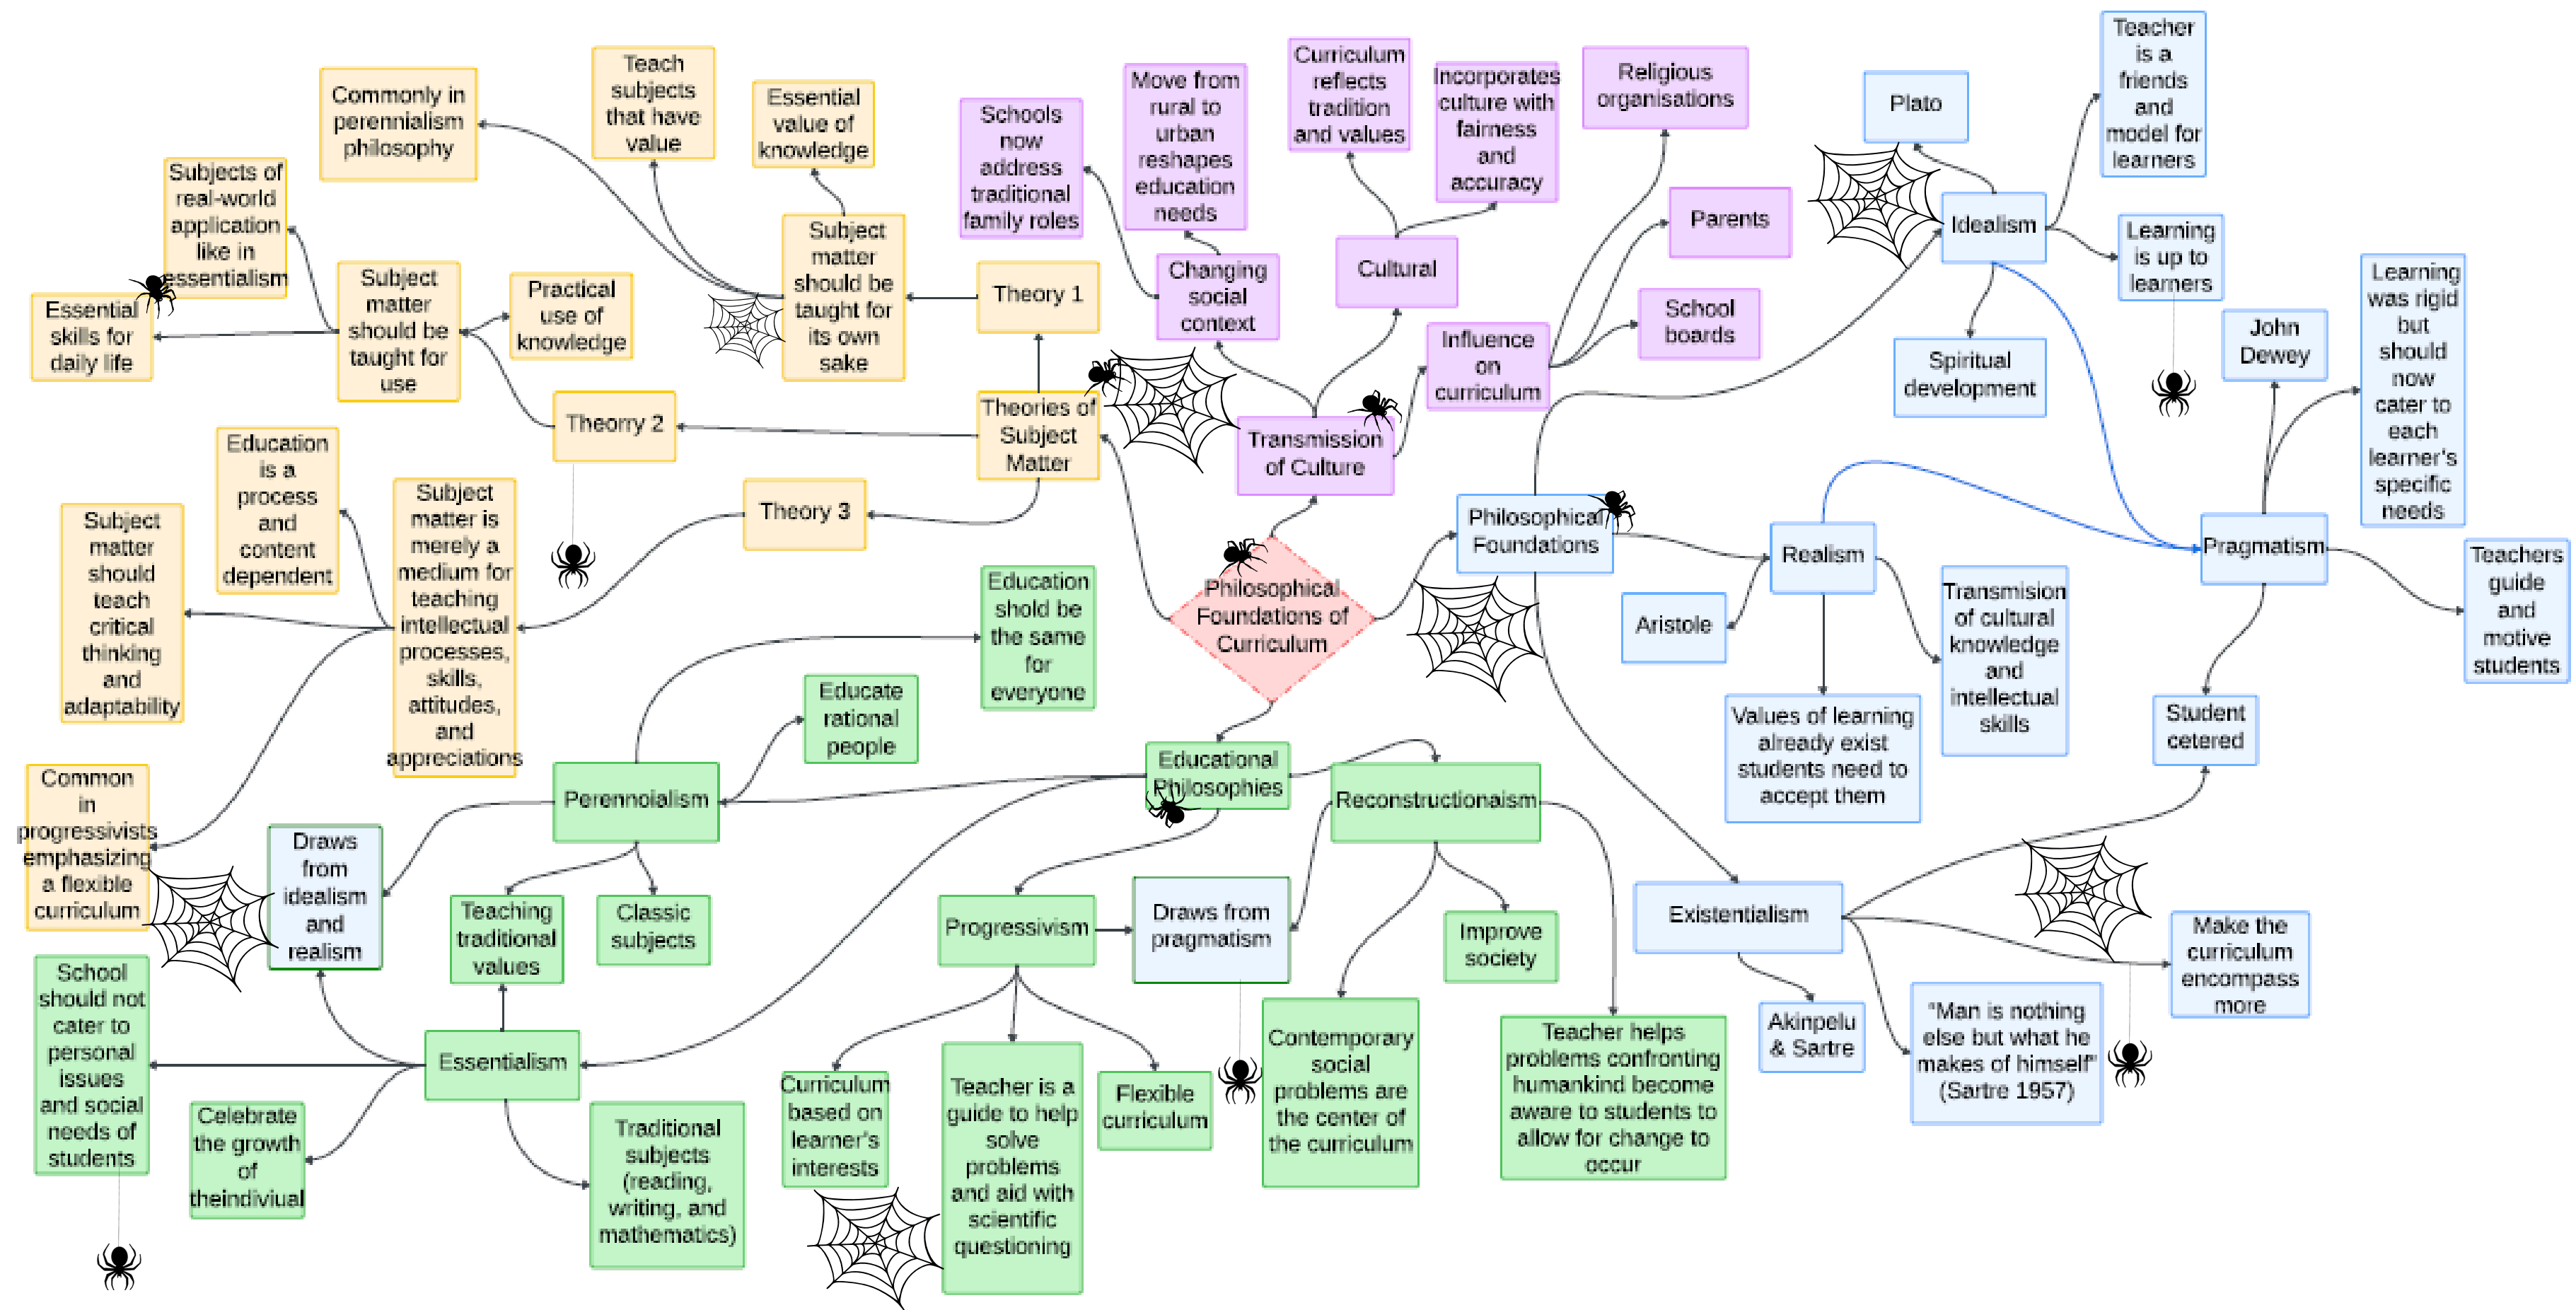 Commonly in
perennialism
philosophy
Teach
subjects
that have
value
Essential
value of
knowledge
Subjects of
real-world
application
like in
essentialism
Essential
skills for
daily life
Subject
matter
should be
taught for
use
Practical
use of
knowledge
Subject
matter
should be
taught for
its own
sake
Theory 1
Theories of
Subject
Matter
Theorry 2
Theory 3
Education
is a
process
and
content
dependent
Subject
matter
should
teach
critical
thinking
and
adaptability
Subject
matter is
merely a
medium for
teaching
intellectual
processes,
skills,
attitudes,
and
appreciations
Common
in
progressivists
emphasizing
a flexible
curriculum
Schools
now
address
traditional
family roles
Move from
rural to
urban
reshapes
education
needs
Curriculum
reflects
tradition
and values
Incorporates
culture with
fairness
and
accuracy
Religious
organisations
Parents
School
boards
Changing
social
context
Cultural
Influence
on
curriculum
Transmission
of Culture
Philosophical
Foundations of
Curriculum
Philosophical
Foundations
Plato
Teacher
is a
friends
and
model for
learners
Idealism
Learning
is up to
learners
Spiritual
development
John
Dewey
Learning
was rigid
but
should
now
cater to
each
learner's
specific
needs
Realism
Pragmatism
Aristole
Transmision
of cultural
knowledge
and
intellectual
skills
Values of learning
already exist
students need to
accept them
Teachers
guide
and
motive
students
Student
cetered
Existentialism
Akinpelu
& Sartre
"Man is nothing
else but what he
makes of himself"
(Sartre 1957)
Make the
curriculum
encompass
more
Education
shold be
the same
for
everyone
Educate
rational
people
Educational
Philosophies
Perennoialism
Reconstructionaism
Draws
from
idealism
and
realism
Teaching
traditional
values
Classic
subjects
Progressivism
Draws from
pragmatism
Improve
society
School
should not
cater to
personal
issues
and social
needs of
students
Essentialism
Celebrate
the growth
of
theindiviual
Traditional
subjects
(reading,
writing, and
mathematics)
Curriculum
based on
learner's
interests
Teacher is a
guide to help
solve
problems
and aid with
scientific
questioning
Flexible
curriculum
Contemporary
social
problems are
the center of
the curriculum
Teacher helps
problems confronting
humankind become
aware to students to
allow for change to
occur